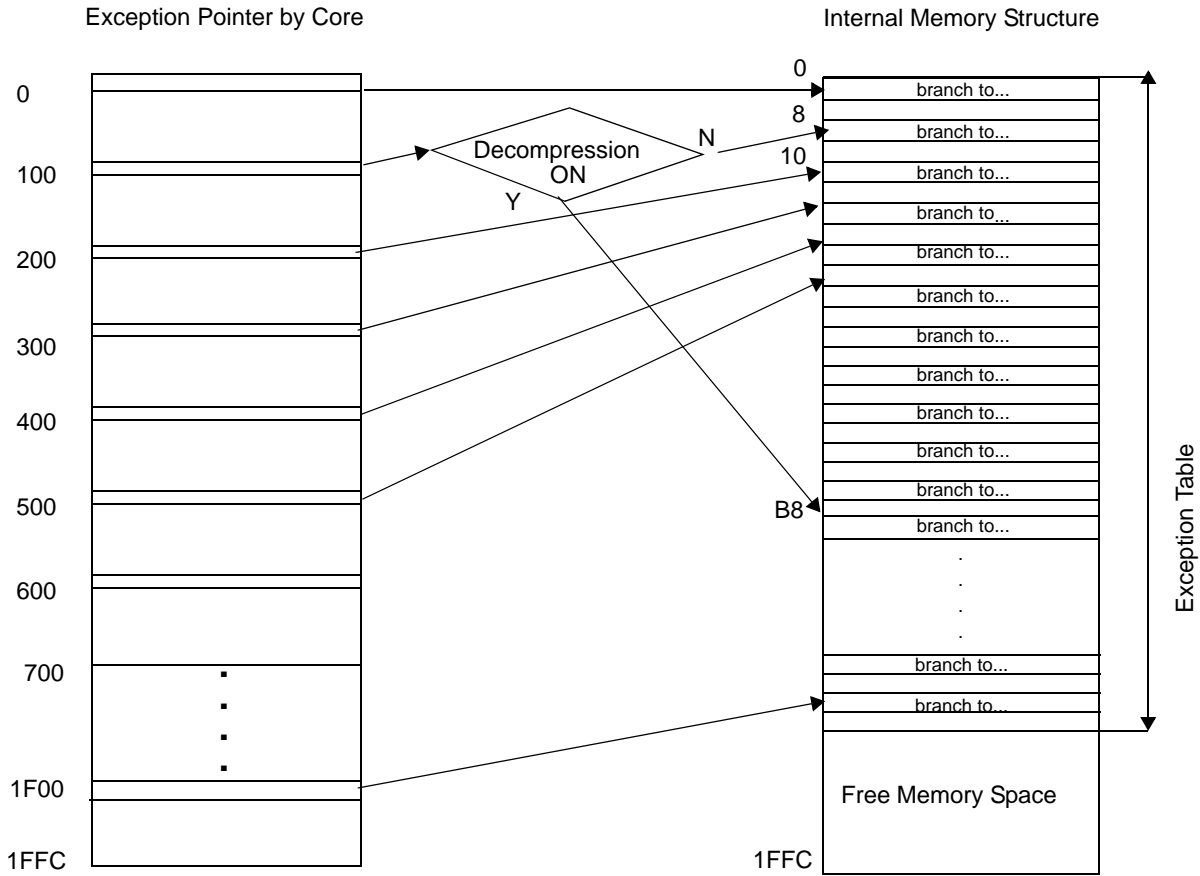 Exception Pointer by Core
0
100
200
300
400
500
600
700
1F00
1FFC
Decompression
ON
N
Y
Internal Memory Structure
0
8
10
B8
1FFC
branch to...
branch to...
branch to...
branch to...
branch to...
branch to...
branch to...
branch to...
branch to...
branch to...
branch to...
branch to...
branch to...
branch to...
Free Memory Space
Exception Table